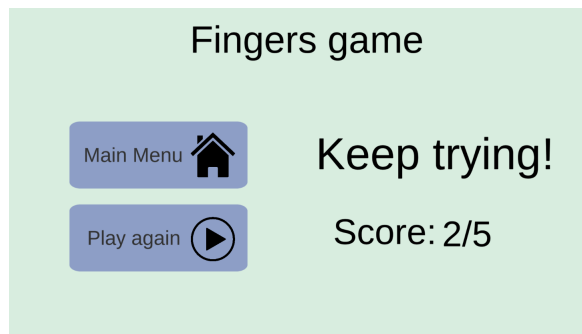 Fingers game
Main Menu
Play again
Keep trying!
Score: 2/5